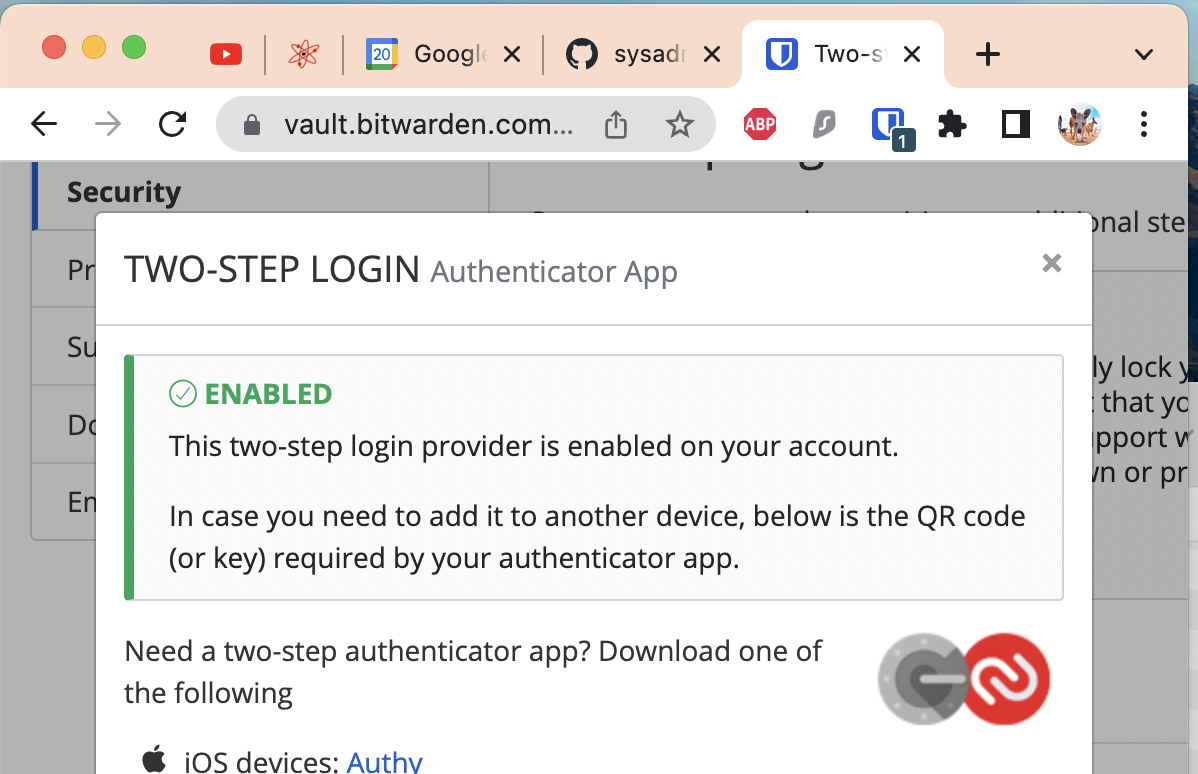 20 Google
sysadr
Two-s
vault.bitwarden.com...
ABP
1
Security
TWO-STEP LOGIN Authenticator App
ENABLED
This two-step login provider is enabled on your account.
In case you need to add it to another device, below is the QR code
(or key) required by your authenticator app.
Need a two-step authenticator app? Download one of
the following
iOS devices: Authy
Pr
Su
Do
En
onal ste
ly lock y
that yo
pport w
wn or pr